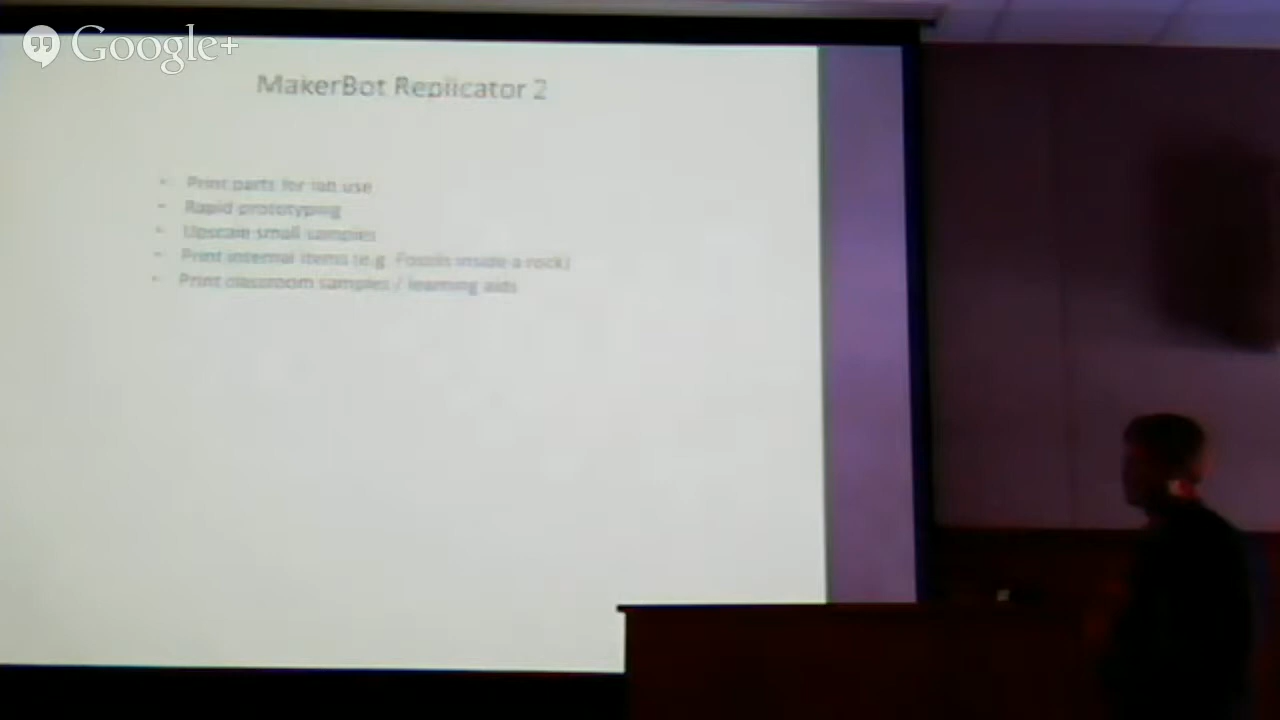 Google+
MakerBot Replicator 2
Print parts for lab use
Rapid prototyping
Upscale small samples
Print internal items (e.g. Fossils inside a rock)
Print classroom samples / learning aids